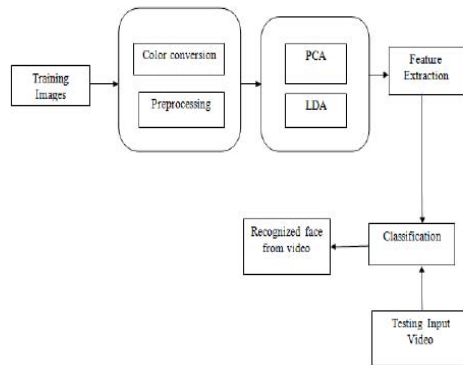 Training
Images
Color conversion
Preprocessing
PCA
LDA
Feature
Extraction
Classification
Recognized face
from video
Testing Input
Video